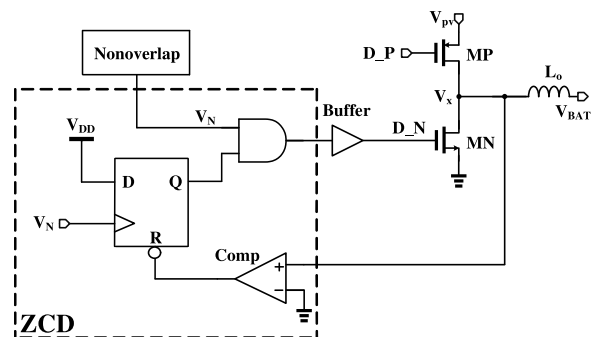 Nonoverlap
V_pv
D_P
MP
L_o
V_x
V_BAT
V_N
Buffer
V_DD
D_N
MN
D
Q
V_N
R
Comp
+
−
ZCD